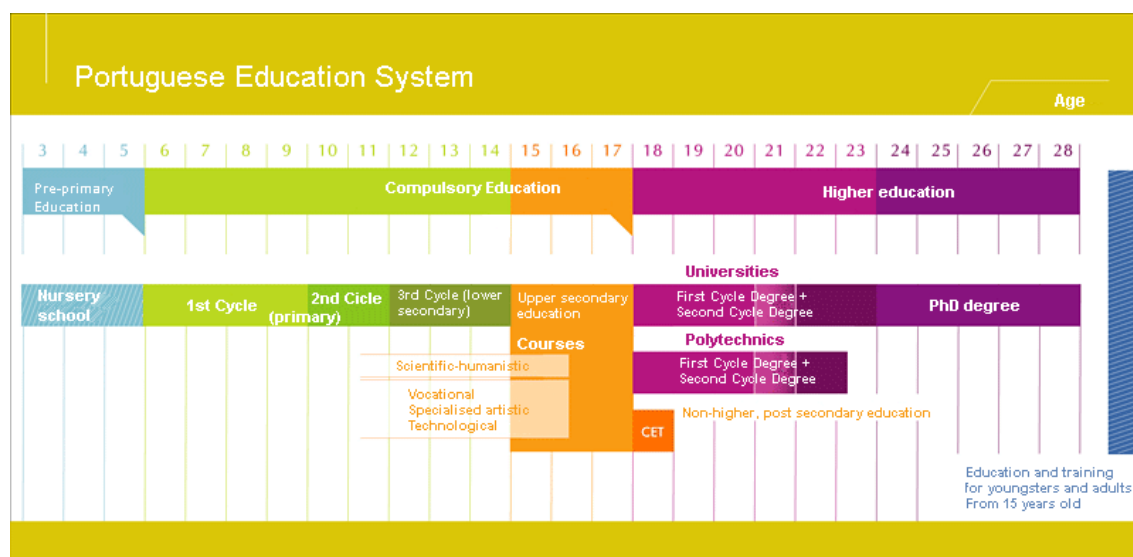 Portuguese Education System
Age
3 4 5 6 7 8 9 10 11 12 13 14 15 16 17 18 19 20 21 22 23 24 25 26 27 28
Pre-primary
Education
Compulsory Education
Higher education
Universities
Nursery
school
1st Cycle
2nd Cicle
(primary)
3rd Cycle (lower
secondary)
Upper secondary
education
First Cycle Degree +
Second Cycle Degree
PhD degree
Courses
Polytechnics
Scientific-humanistic
First Cycle Degree +
Second Cycle Degree
Vocational
Specialised artistic
Technological
CET
Non-higher, post secondary education
Education and training
for youngsters and adults
From 15 years old